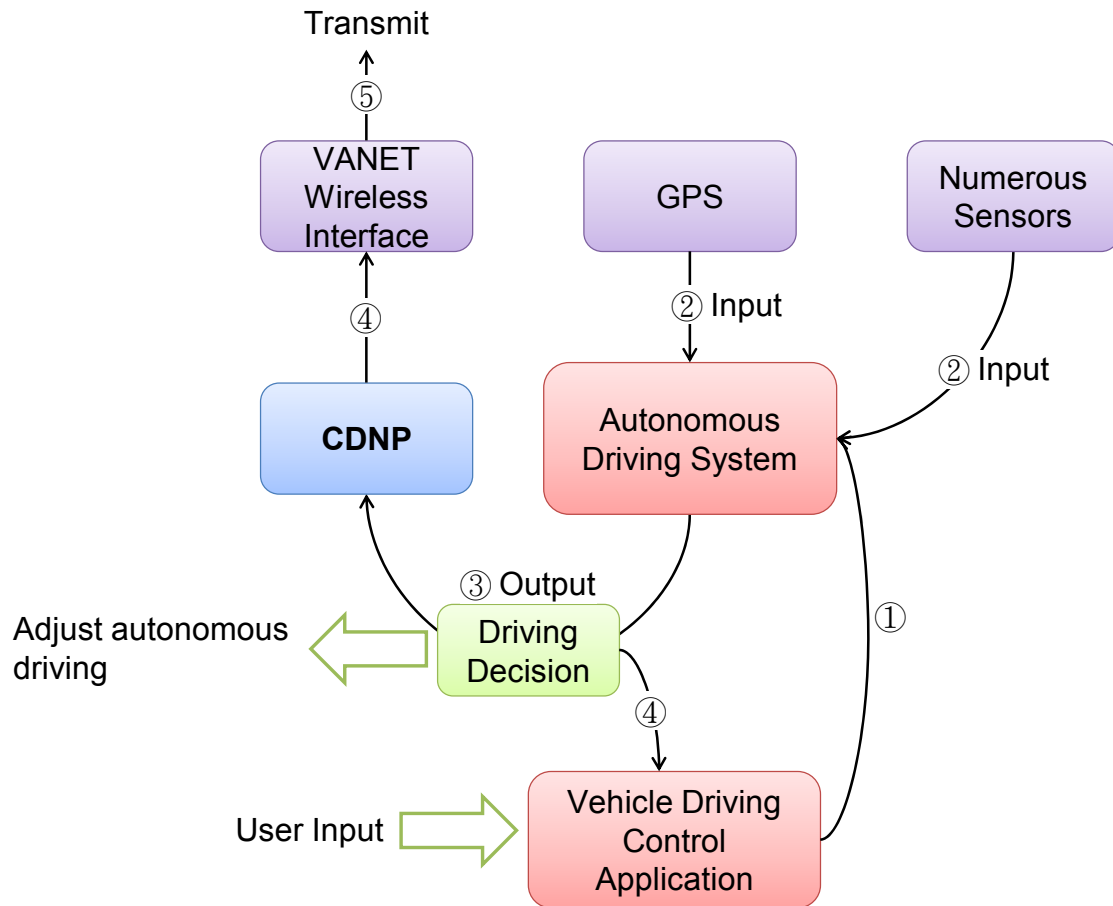 Transmit
⑤
VANET
Wireless
Interface
GPS
Numerous
Sensors
④
② Input
② Input
CDNP
Autonomous
Driving System
③ Output
Driving
Decision
Adjust autonomous
driving
①
④
User Input
Vehicle Driving
Control
Application